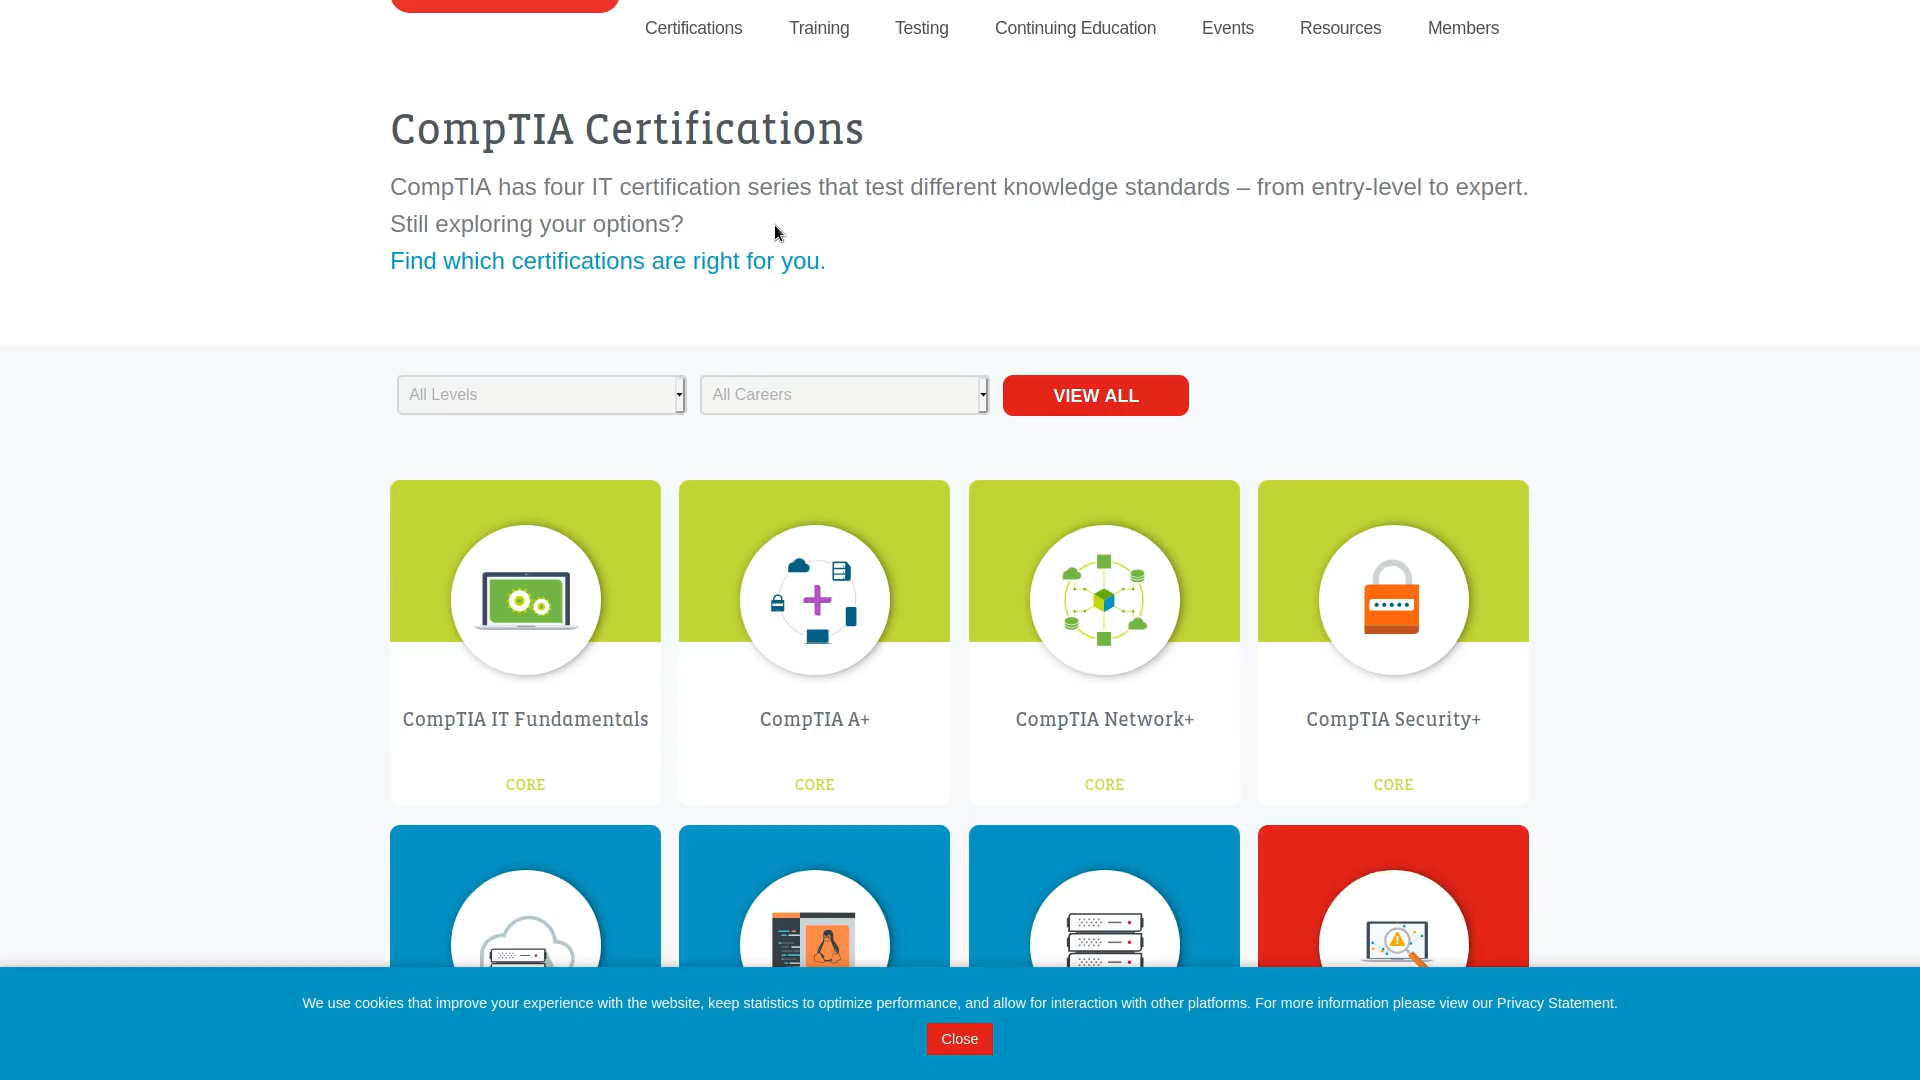 Certifications Training Testing Continuing Education Events Resources Members
CompTIA Certifications
CompTIA has four IT certification series that test different knowledge standards – from entry-level to expert.
Still exploring your options?
Find which certifications are right for you.
All Levels All Careers VIEW ALL
CompTIA IT Fundamentals CompTIA A+ CompTIA Network+ CompTIA Security+
CORE CORE CORE CORE
We use cookies that improve your experience with the website, keep statistics to optimize performance, and allow for interaction with other platforms. For more information please view our Privacy Statement.
Close